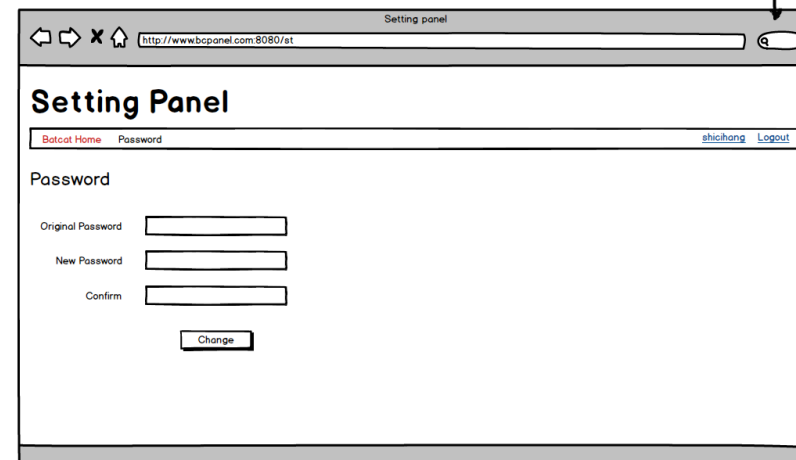 Setting panel
http://www.bcpanel.com:8080/st
Setting Panel
Batcat Home Password shicihang Logout
Password
Original Password
New Password
Confirm
Change